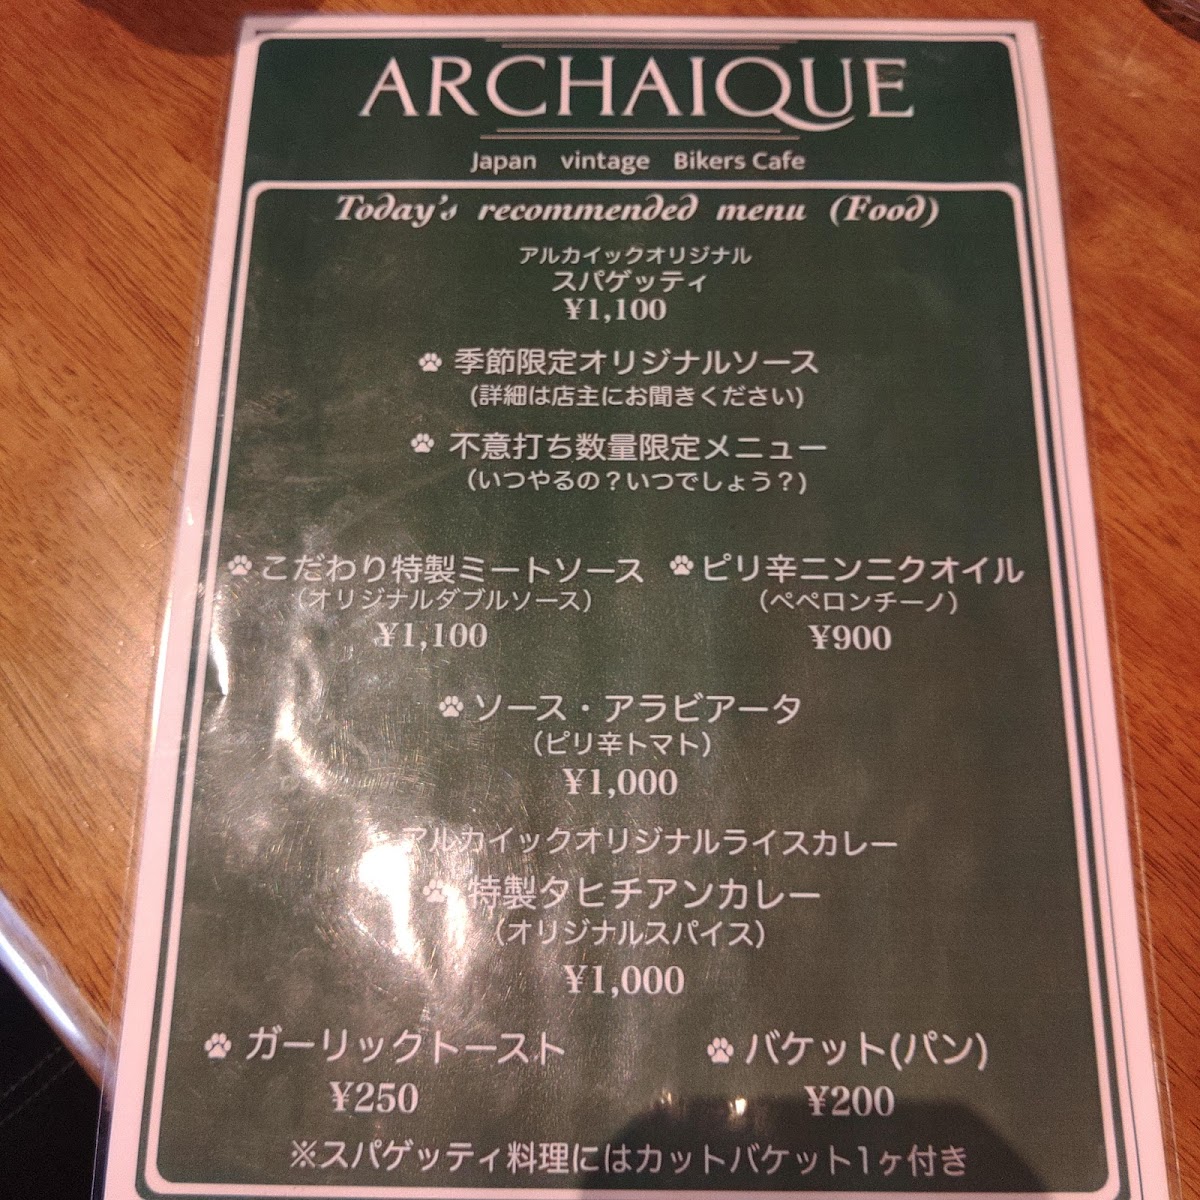 ARCHAIQUE
Japan vintage Bikers Cafe
Today's recommended menu (Food)
アルカイックオリジナル
スパゲッティ
¥1,100
季節限定オリジナルソース
(詳細は店主にお聞きください)
不意打ち数量限定メニュー
(いつやるの？いつでしょう？)
こだわり特製ミートソース
(オリジナルダブルソース)
¥1,100
ピリ辛ニンニクオイル
(ペペロンチーノ)
¥900
ソース・アラビアータ
(ピリ辛トマト)
¥1,000
アルカイックオリジナルライスカレー
特製タヒチアンカレー
(オリジナルスパイス)
¥1,000
ガーリックトースト
¥250
バケット(パン)
¥200
※スパゲッティ料理にはカットバケット1ヶ付き